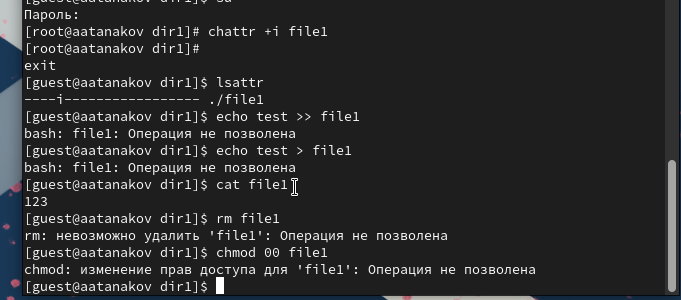 Пароль:
[root@aatanakov dir1]# chattr +i file1
[root@aatanakov dir1]#
exit
[guest@aatanakov dir1]$ lsattr
----i----------------- ./file1
[guest@aatanakov dir1]$ echo test >> file1
bash: file1: Операция не позволена
[guest@aatanakov dir1]$ echo test > file1
bash: file1: Операция не позволена
[guest@aatanakov dir1]$ cat file1
123
[guest@aatanakov dir1]$ rm file1
rm: невозможно удалить 'file1': Операция не позволена
[guest@aatanakov dir1]$ chmod 00 file1
chmod: изменение прав доступа для 'file1': Операция не позволена
[guest@aatanakov dir1]$